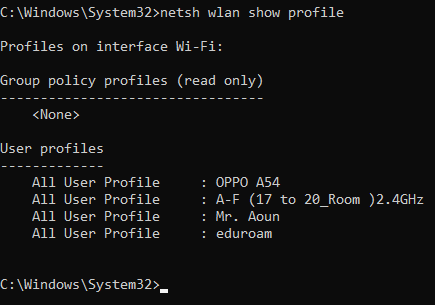 C:\Windows\System32>netsh wlan show profile
Profiles on interface Wi-Fi:
Group policy profiles (read only)
---------------------------------
    <None>
User profiles
-------------
    All User Profile     : OPPO A54
    All User Profile     : A-F (17 to 20_Room )2.4GHz
    All User Profile     : Mr. Aoun
    All User Profile     : eduroam
C:\Windows\System32>